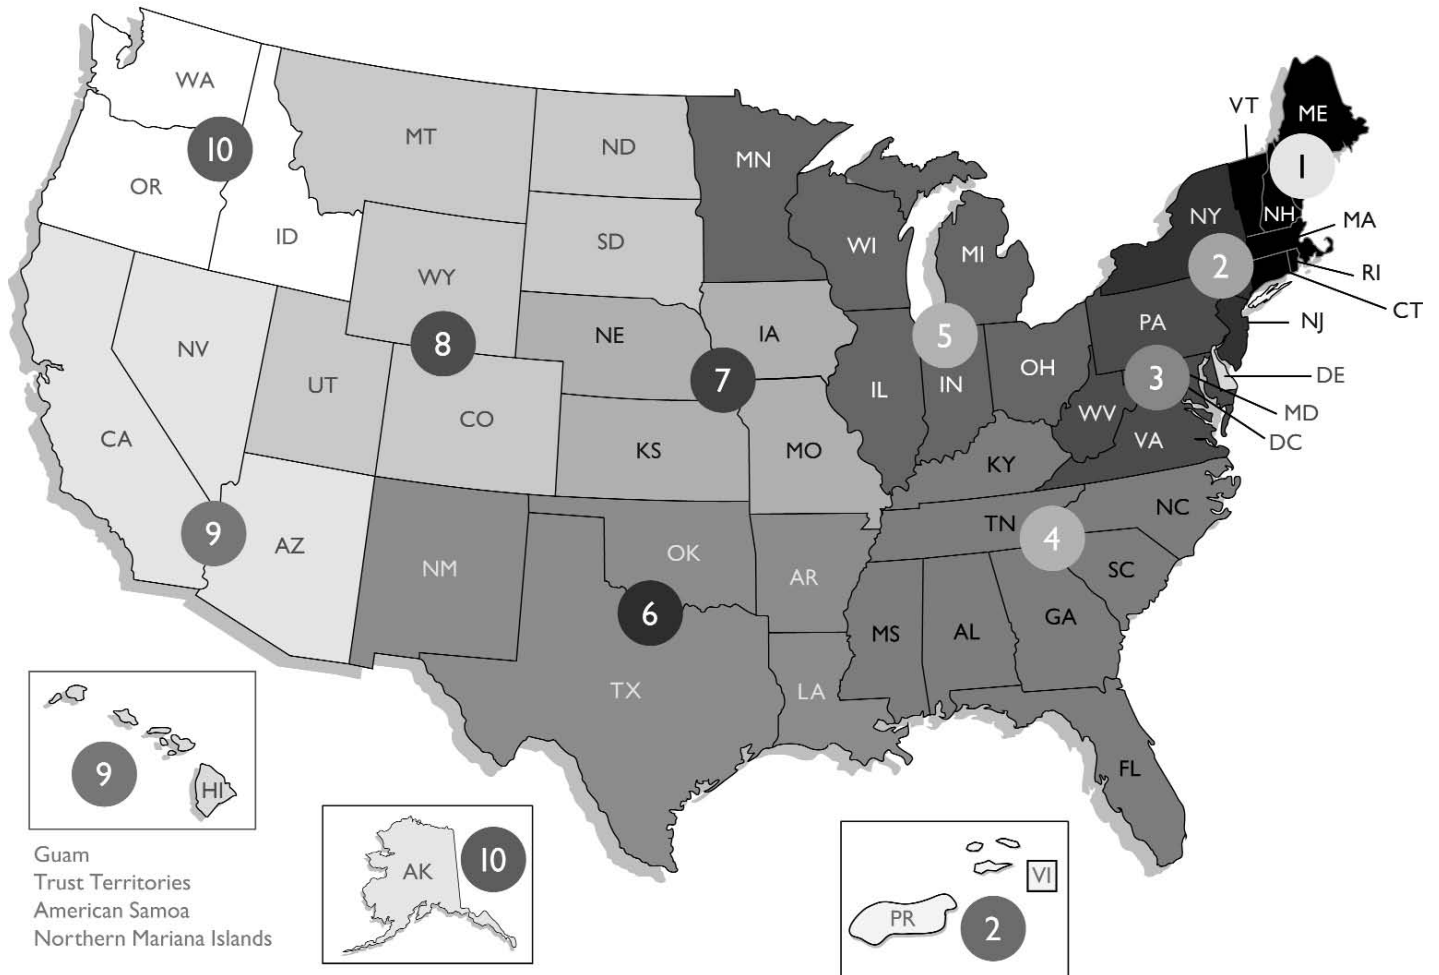 WA
10
OR
ID
MT
ND
SD
WY
8
NE
MN
WI
MI
IA
7
5
IL
IN
OH
VT
ME
1
NH
NY
MA
RI
CT
2
NJ
PA
3
DE
MD
DC
WV
VA
NV
UT
CA
CO
KS
MO
KY
9
AZ
NM
OK
6
TX
AR
LA
TN
4
NC
SC
MS
AL
GA
FL
9
HI
Guam
Trust Territories
American Samoa
Northern Mariana Islands
AK
10
VI
PR
2